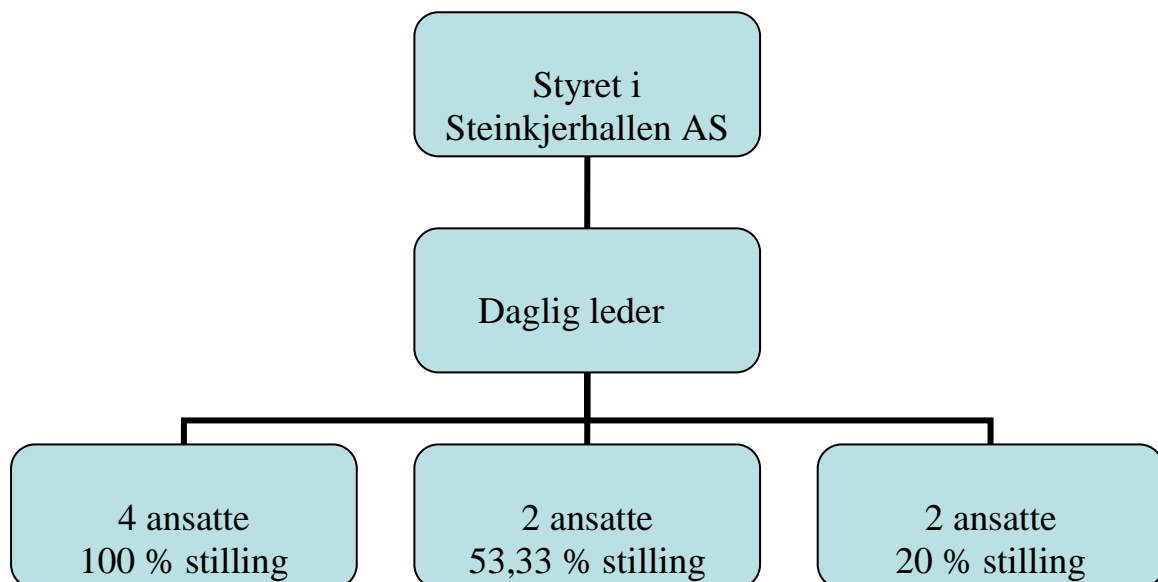 Styret i
Steinkjerhallen AS
Daglig leder
4 ansatte
100 % stilling
2 ansatte
53,33 % stilling
2 ansatte
20 % stilling